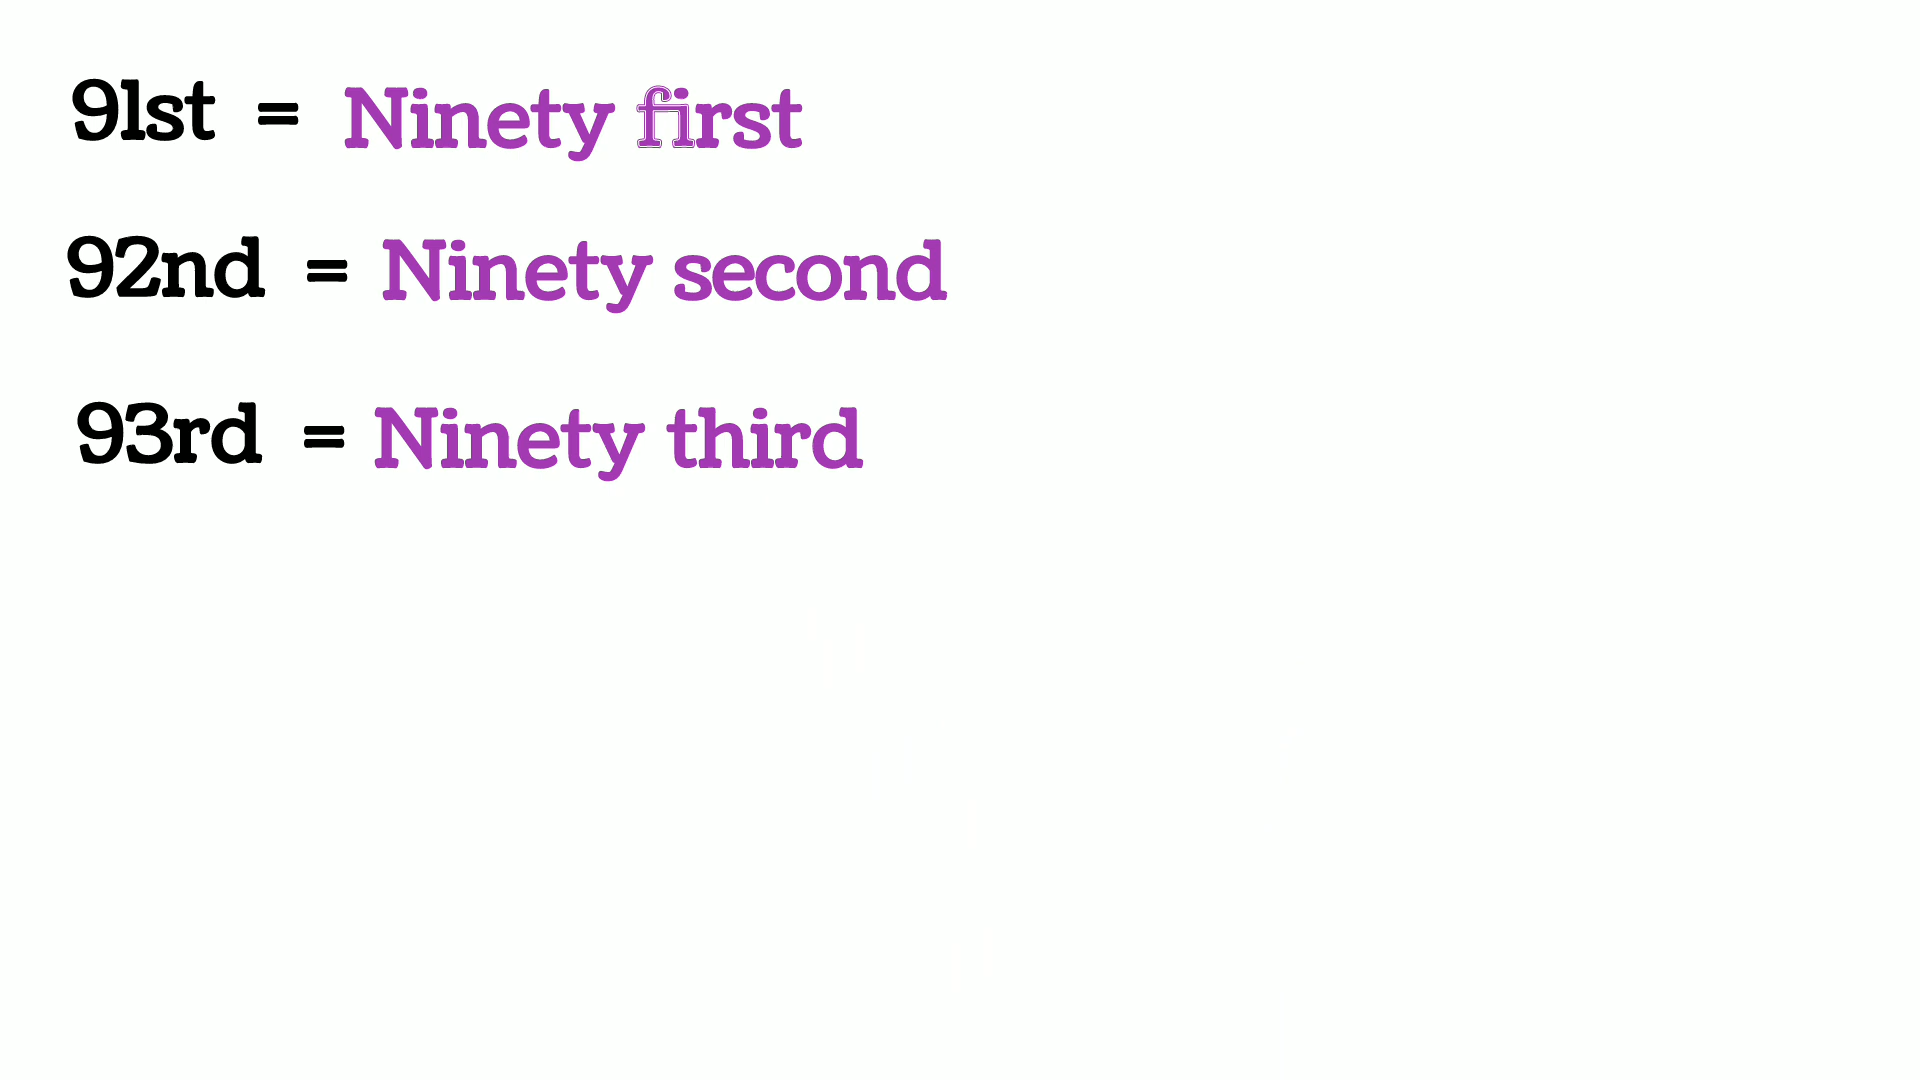 91st = Ninety first
92nd = Ninety second
93rd = Ninety third